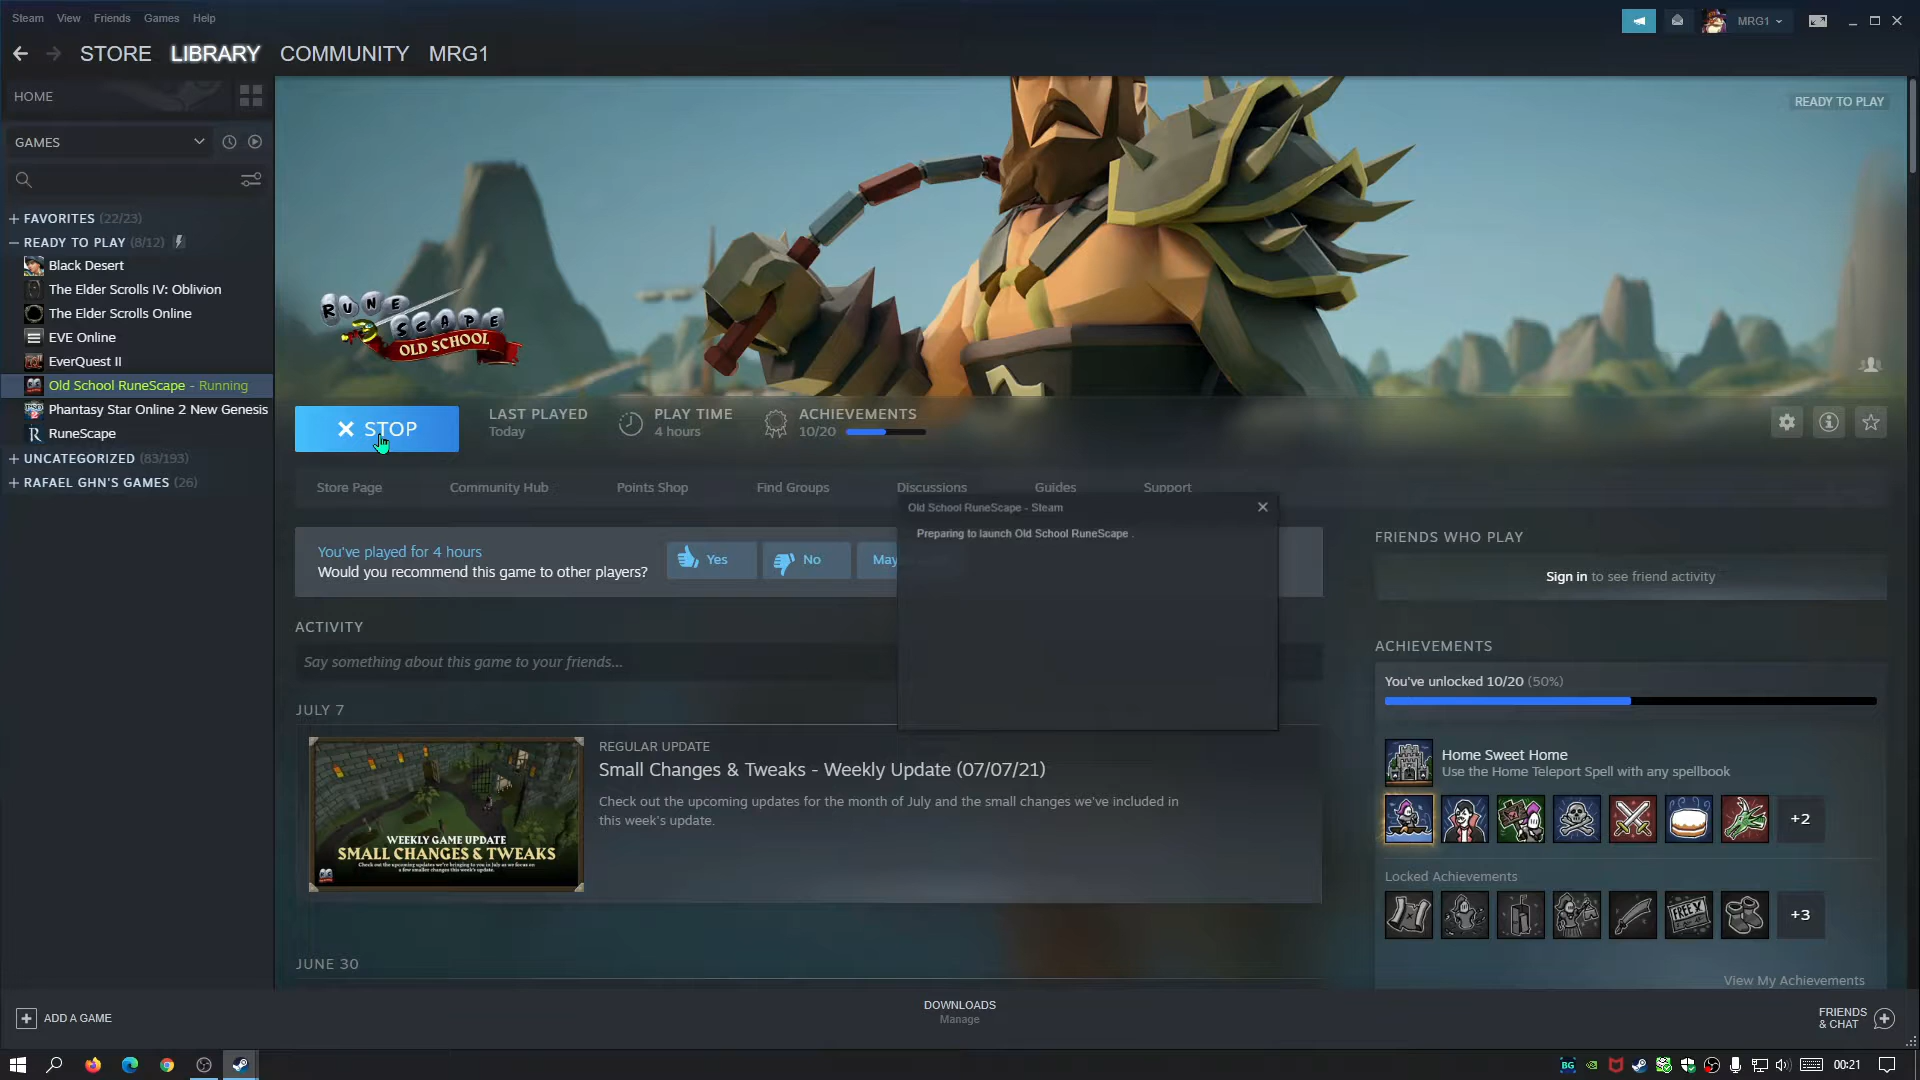 Steam View Friends Games Help
MRG1
STORE LIBRARY COMMUNITY MRG1
HOME
READY TO PLAY
GAMES
+ FAVORITES (22/23)
– READY TO PLAY (8/12)
Black Desert
The Elder Scrolls IV: Oblivion
The Elder Scrolls Online
EVE Online
EverQuest II
Old School RuneScape - Running
Phantasy Star Online 2 New Genesis
RuneScape
+ UNCATEGORIZED (83/193)
+ RAFAEL GHN'S GAMES (26)
RUNE
SCAPE
OLD SCHOOL
STOP
LAST PLAYED
Today
PLAY TIME
4 hours
ACHIEVEMENTS
10/20
Store Page Community Hub Points Shop Find Groups Discussions Guides Support
Old School RuneScape - Steam
Preparing to launch Old School RuneScape .
You've played for 4 hours
Would you recommend this game to other players?
Yes
No
May
ACTIVITY
Say something about this game to your friends...
JULY 7
WEEKLY GAME UPDATE
SMALL CHANGES & TWEAKS
REGULAR UPDATE
Small Changes & Tweaks - Weekly Update (07/07/21)
Check out the upcoming updates for the month of July and the small changes we've included in
this week's update.
JUNE 30
FRIENDS WHO PLAY
Sign in to see friend activity
ACHIEVEMENTS
You've unlocked 10/20 (50%)
Home Sweet Home
Use the Home Teleport Spell with any spellbook
+2
Locked Achievements
FREE X
+3
View My Achievements
ADD A GAME
DOWNLOADS
Manage
FRIENDS
& CHAT
BG
00:21